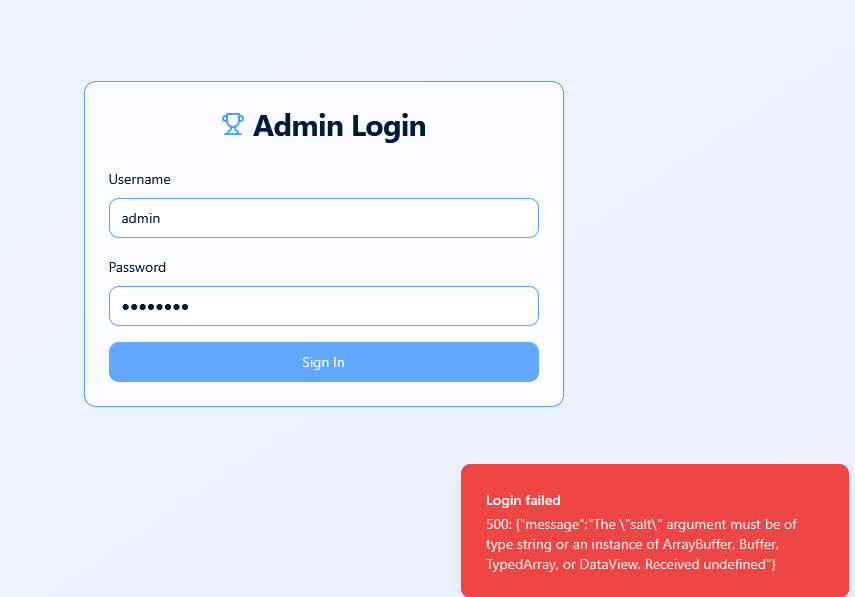 Admin Login
Username
admin
Password
••••••••
Sign In
Login failed
500: {"message":"The \"salt\" argument must be of
type string or an instance of ArrayBuffer, Buffer,
TypedArray, or DataView. Received undefined"}